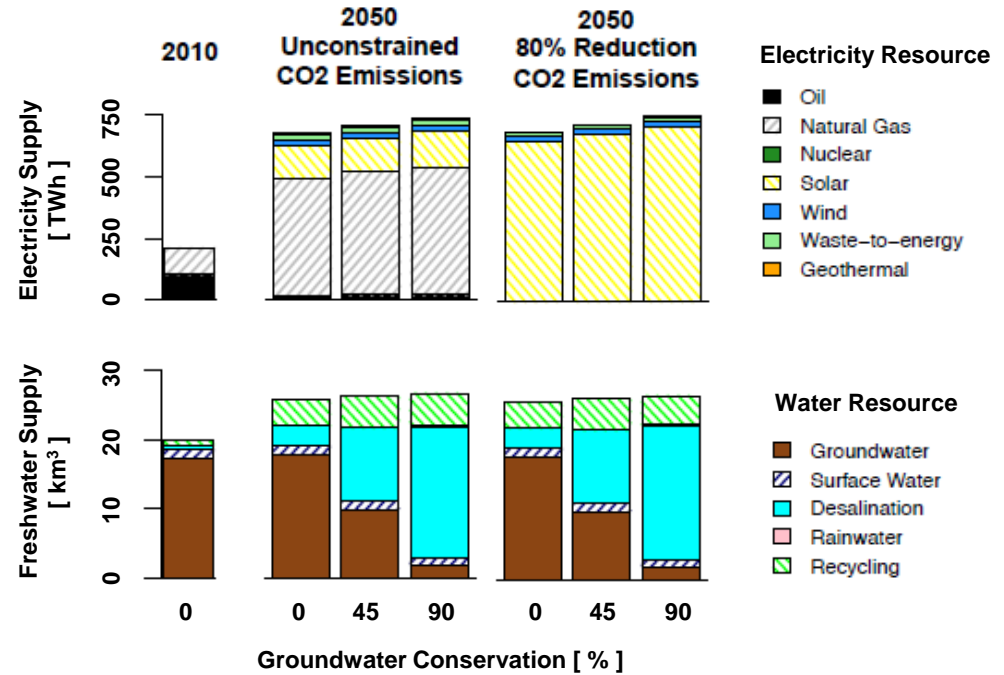 2010
2050
Unconstrained
CO2 Emissions
2050
80% Reduction
CO2 Emissions
Electricity Supply
[ TWh ]
750
500
250
0
Electricity Resource
Oil
Natural Gas
Nuclear
Solar
Wind
Waste-to-energy
Geothermal
Freshwater Supply
[ km³ ]
30
20
10
0
Water Resource
Groundwater
Surface Water
Desalination
Rainwater
Recycling
0 0 45 90 0 45 90
Groundwater Conservation [ % ]